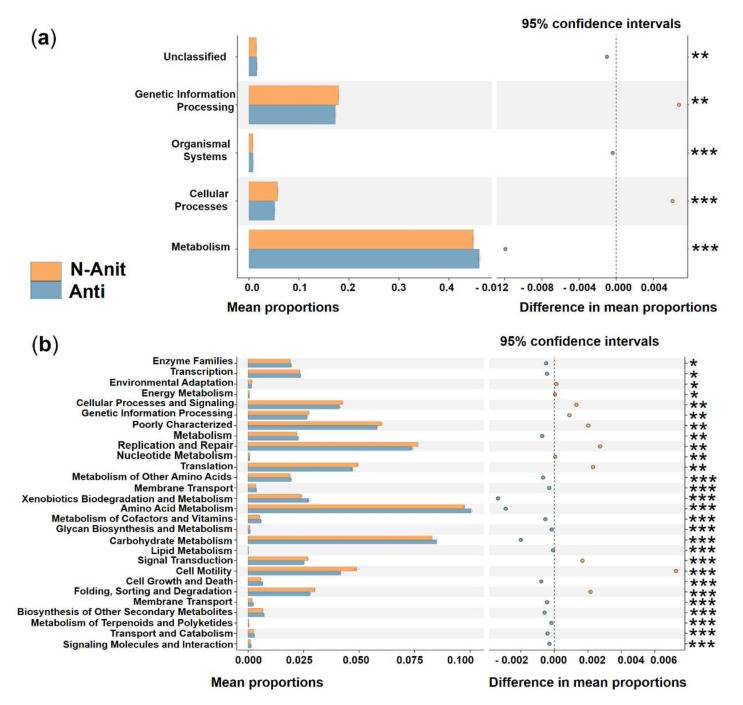 (a)
95% confidence intervals
Unclassified
**
Genetic Information
Processing
**
Organismal
Systems
***
Cellular
Processes
***
Metabolism
***
N-Anit
Anti
0.0 0.1 0.2 0.3 0.4 -0.012 -0.008 -0.004 0.000 0.004
Mean proportions Difference in mean proportions
(b)
95% confidence intervals
Enzyme Families *
Transcription *
Environmental Adaptation *
Energy Metabolism *
Cellular Processes and Signaling **
Genetic Information Processing **
Poorly Characterized **
Metabolism **
Replication and Repair **
Nucleotide Metabolism **
Translation **
Metabolism of Other Amino Acids ***
Membrane Transport ***
Xenobiotics Biodegradation and Metabolism ***
Amino Acid Metabolism ***
Metabolism of Cofactors and Vitamins ***
Glycan Biosynthesis and Metabolism ***
Carbohydrate Metabolism ***
Lipid Metabolism ***
Signal Transduction ***
Cell Motility ***
Cell Growth and Death ***
Folding, Sorting and Degradation ***
Membrane Transport ***
Biosynthesis of Other Secondary Metabolites ***
Metabolism of Terpenoids and Polyketides ***
Transport and Catabolism ***
Signaling Molecules and Interaction ***
0.000 0.025 0.050 0.075 0.100 - 0.002 0.000 0.002 0.004 0.006
Mean proportions Difference in mean proportions